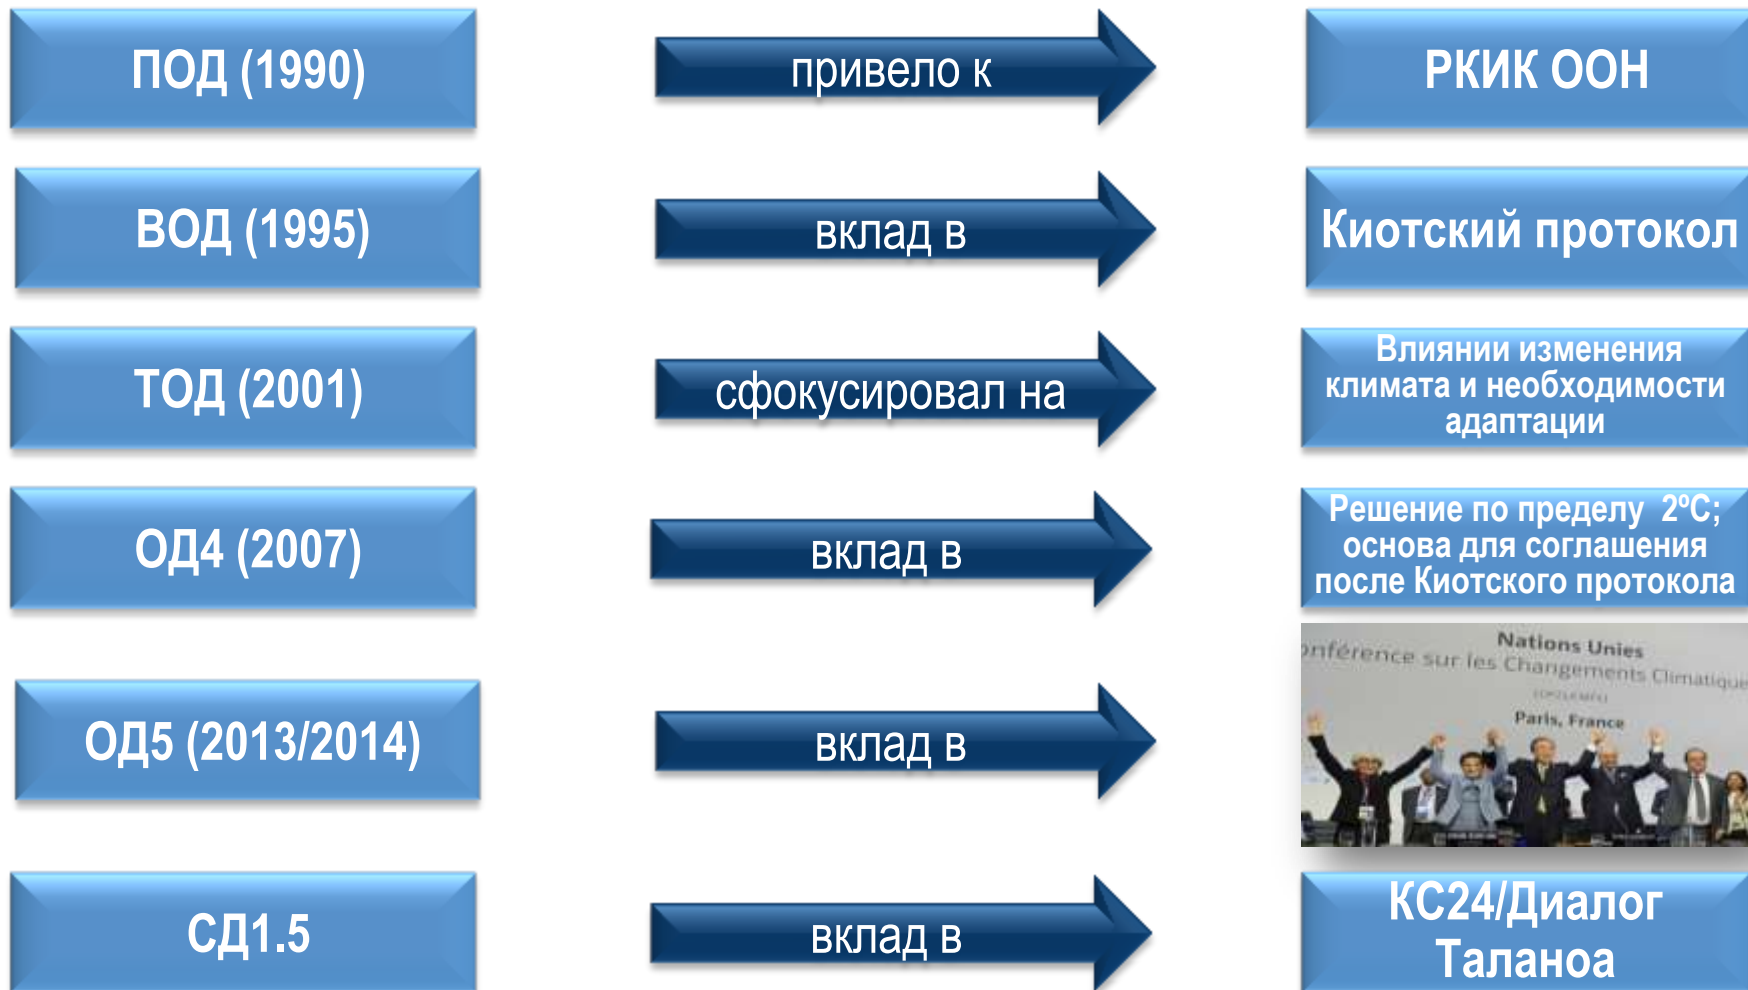 ПОД (1990)
привело к
РКИК ООН
ВОД (1995)
вклад в
Киотский протокол
ТОД (2001)
сфокусировал на
Влиянии изменения
климата и необходимости
адаптации
ОД4 (2007)
вклад в
Решение по пределу 2ºC;
основа для соглашения
после Киотского протокола
ОД5 (2013/2014)
вклад в
Nations Unies
onférence sur les Changements Climatique
Paris, France
СД1.5
вклад в
КС24/Диалог
Таланоа